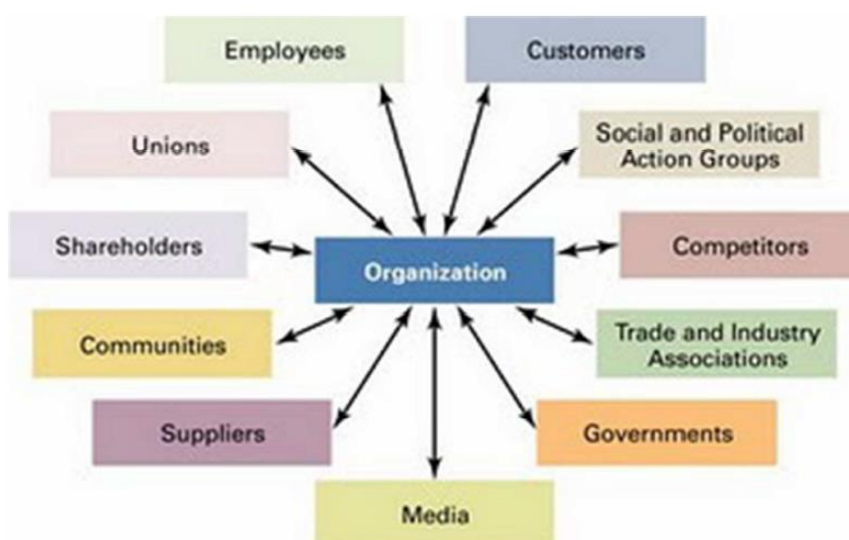 Employees
Customers
Unions
Social and Political
Action Groups
Shareholders
Organization
Competitors
Communities
Trade and Industry
Associations
Suppliers
Governments
Media